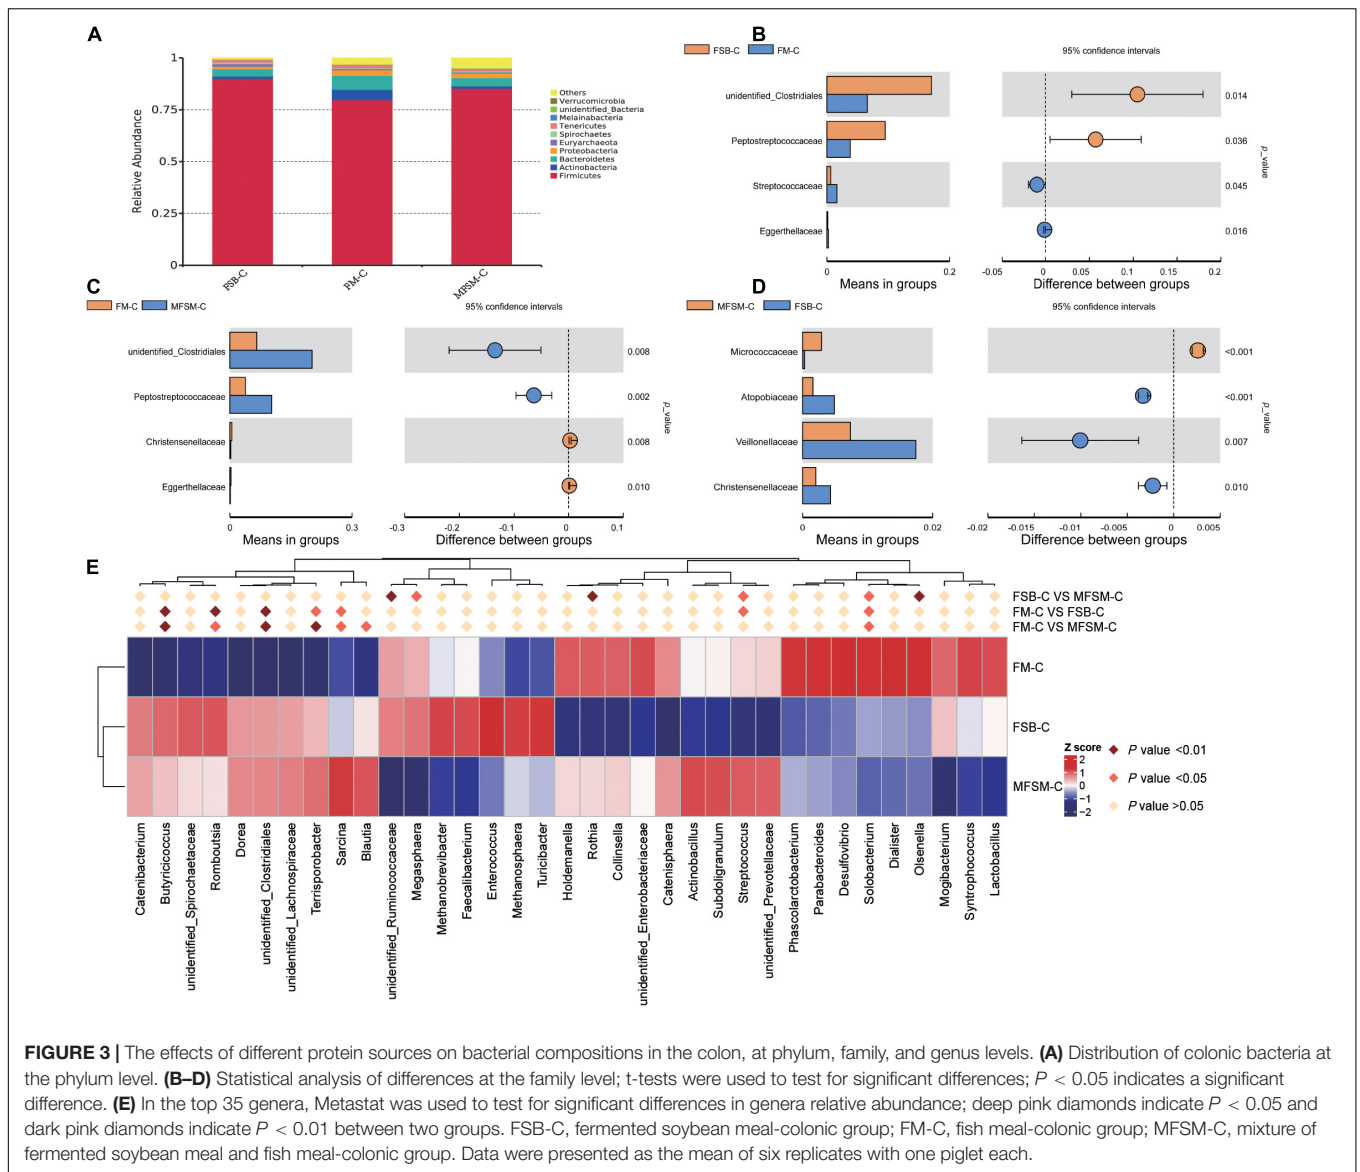 A
Relative Abundance
1
0.75
0.5
0.25
0
FSB-C
FM-C
MFSM-C
Others
Verrucomicrobia
unidentified_Bacteria
Melainabacteria
Tenericutes
Spirochaetes
Euryarchaeota
Proteobacteria
Bacteroidetes
Actinobacteria
Firmicutes
B
FSB-C FM-C
95% confidence intervals
unidentified_Clostridiales
Peptostreptococcaceae
Streptococcaceae
Eggerthellaceae
0.014
0.036
0.045
0.016
p_value
0 0.2
Means in groups
-0.05 0 0.05 0.1 0.15 0.2
Difference between groups
C
FM-C MFSM-C
95% confidence intervals
unidentified_Clostridiales
Peptostreptococcaceae
Christensenellaceae
Eggerthellaceae
0.008
0.002
0.008
0.010
p_value
0 0.3
Means in groups
-0.3 -0.2 -0.1 0 0.1
Difference between groups
D
MFSM-C FSB-C
95% confidence intervals
Micrococcaceae
Atopobiaceae
Veillonellaceae
Christensenellaceae
<0.001
<0.001
0.007
0.010
p_value
0 0.02
Means in groups
-0.02 -0.015 -0.01 -0.005 0 0.005
Difference between groups
E
FSB-C VS MFSM-C
FM-C VS FSB-C
FM-C VS MFSM-C
FM-C
FSB-C
MFSM-C
Z score
2
1
0
−1
−2
P value <0.01
P value <0.05
P value >0.05
Catenibacterium
Butyricicoccus
unidentified_Spirochaetaceae
Romboutsia
Dorea
unidentified_Clostridiales
unidentified_Lachnospiraceae
Terrisporobacter
Sarcina
Blautia
unidentified_Ruminococcaceae
Megasphaera
Methanobrevibacter
Faecalibacterium
Enterococcus
Methanosphaera
Turicibacter
Holdemanella
Rothia
Collinsella
unidentified_Enterobacteriaceae
Catenisphaera
Actinobacillus
Subdoligranulum
Streptococcus
unidentified_Prevotellaceae
Phascolarctobacterium
Parabacteroides
Desulfovibrio
Solobacterium
Dialister
Olsenella
Mogibacterium
Syntrophococcus
Lactobacillus
FIGURE 3 | The effects of different protein sources on bacterial compositions in the colon, at phylum, family, and genus levels. (A) Distribution of colonic bacteria at
the phylum level. (B–D) Statistical analysis of differences at the family level; t-tests were used to test for significant differences; P < 0.05 indicates a significant
difference. (E) In the top 35 genera, Metastat was used to test for significant differences in genera relative abundance; deep pink diamonds indicate P < 0.05 and
dark pink diamonds indicate P < 0.01 between two groups. FSB-C, fermented soybean meal-colonic group; FM-C, fish meal-colonic group; MFSM-C, mixture of
fermented soybean meal and fish meal-colonic group. Data were presented as the mean of six replicates with one piglet each.